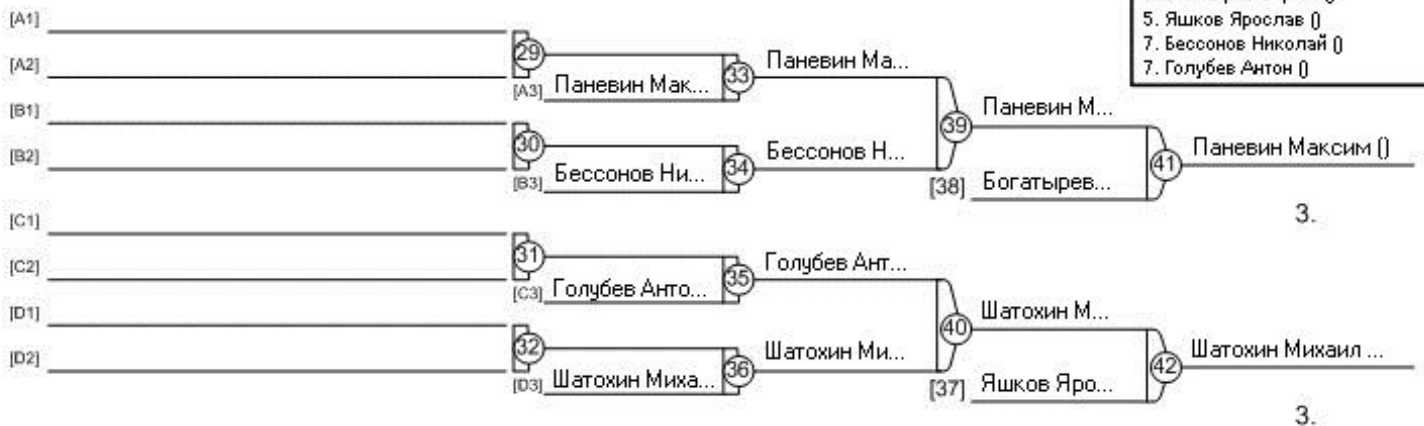 5. Яшков Ярослав ()
7. Бессонов Николай ()
7. Голубев Антон ()
[A1]
[A2]
29
[A3] Паневин Мак...
33
Паневин Ма...
[B1]
[B2]
30
[B3] Бессонов Ни...
34
Бессонов Н...
39
Паневин М...
[38] Богатырев...
41
Паневин Максим ()
3.
[C1]
[C2]
31
[C3] Голубев Анто...
35
Голубев Ант...
[D1]
[D2]
32
[D3] Шатохин Миха...
36
Шатохин Ми...
40
Шатохин М...
[37] Яшков Яро...
42
Шатохин Михаил ...
3.